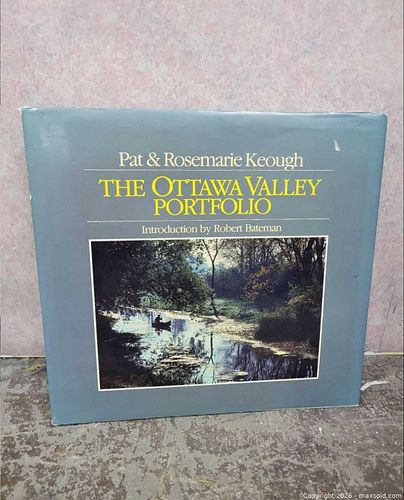 Pat & Rosemarie Keough
THE OTTAWA VALLEY
PORTFOLIO
Introduction by Robert Bateman
Copyright 2026 - maxsold.com